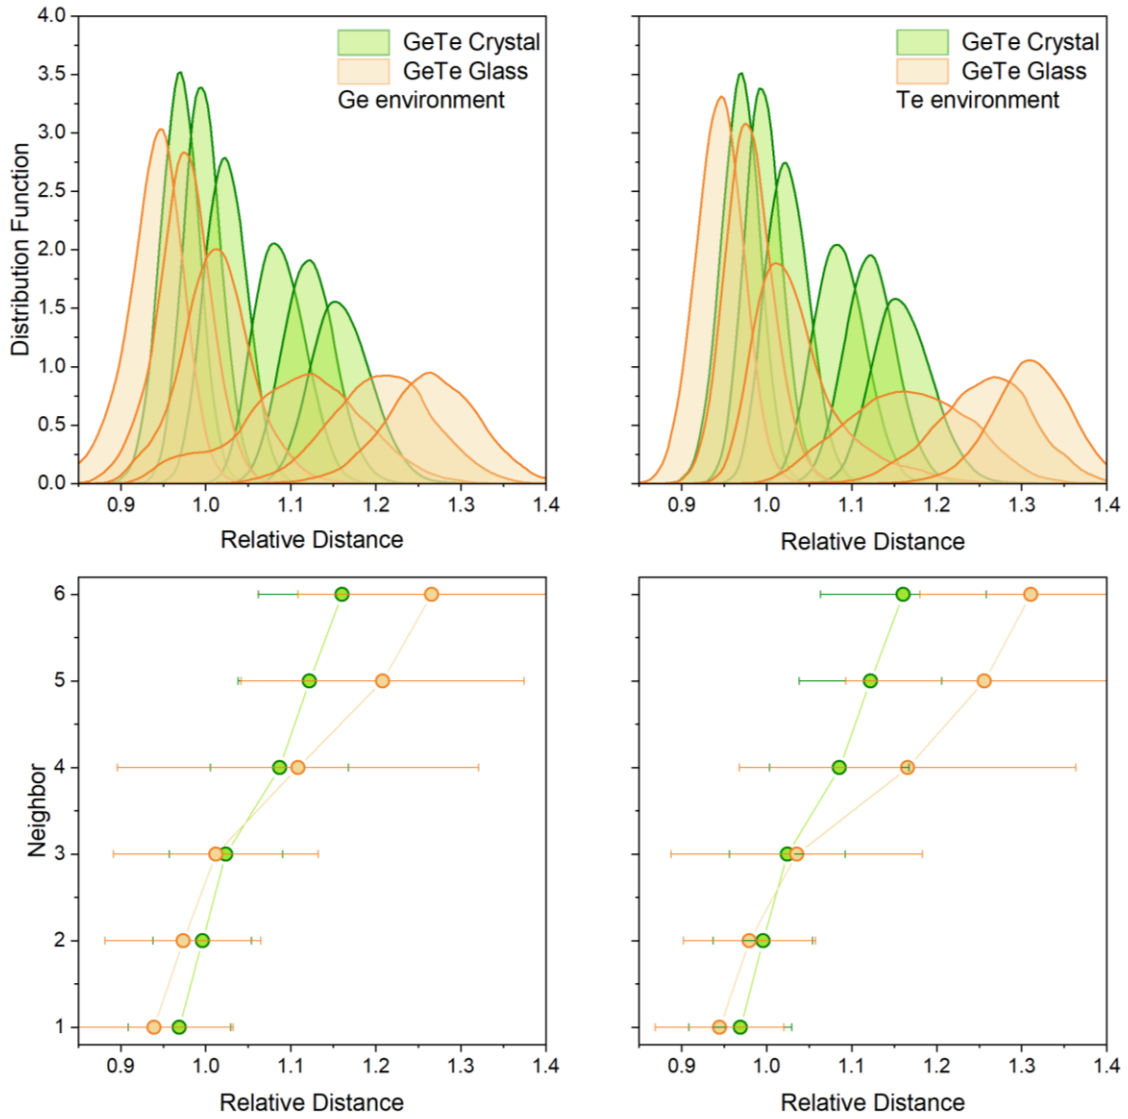 4.0
3.5
3.0
2.5
2.0
1.5
1.0
0.5
0.0
Distribution Function
GeTe Crystal
GeTe Glass
Ge environment
0.9 1.0 1.1 1.2 1.3 1.4
Relative Distance
GeTe Crystal
GeTe Glass
Te environment
0.9 1.0 1.1 1.2 1.3 1.4
Relative Distance
6
5
4
3
2
1
Neighbor
0.9 1.0 1.1 1.2 1.3 1.4
Relative Distance
0.9 1.0 1.1 1.2 1.3 1.4
Relative Distance